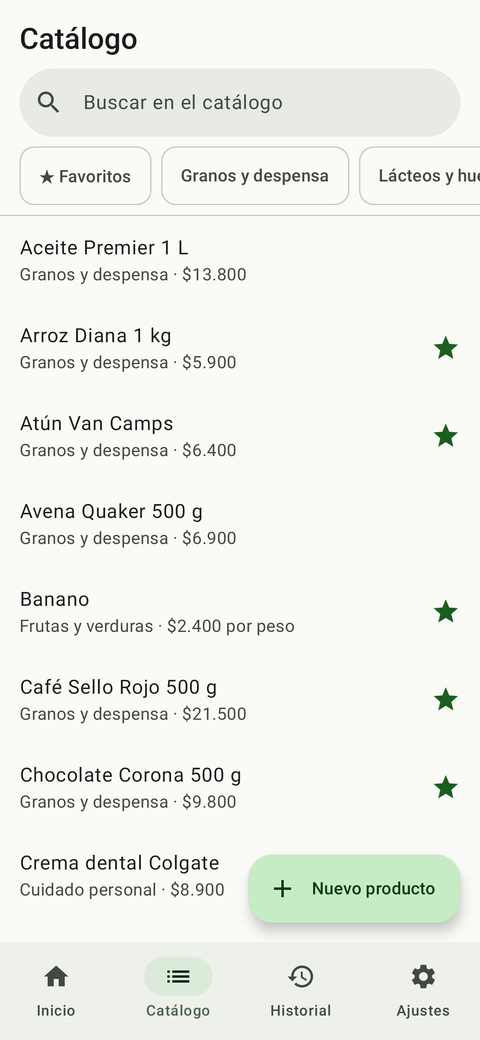 Catálogo
Buscar en el catálogo
★ Favoritos
Granos y despensa
Lácteos y hue
Aceite Premier 1 L
Granos y despensa · $13.800
Arroz Diana 1 kg
Granos y despensa · $5.900
Atún Van Camps
Granos y despensa · $6.400
Avena Quaker 500 g
Granos y despensa · $6.900
Banano
Frutas y verduras · $2.400 por peso
Café Sello Rojo 500 g
Granos y despensa · $21.500
Chocolate Corona 500 g
Granos y despensa · $9.800
Crema dental Colgate
Cuidado personal · $8.900
Nuevo producto
Inicio
Catálogo
Historial
Ajustes